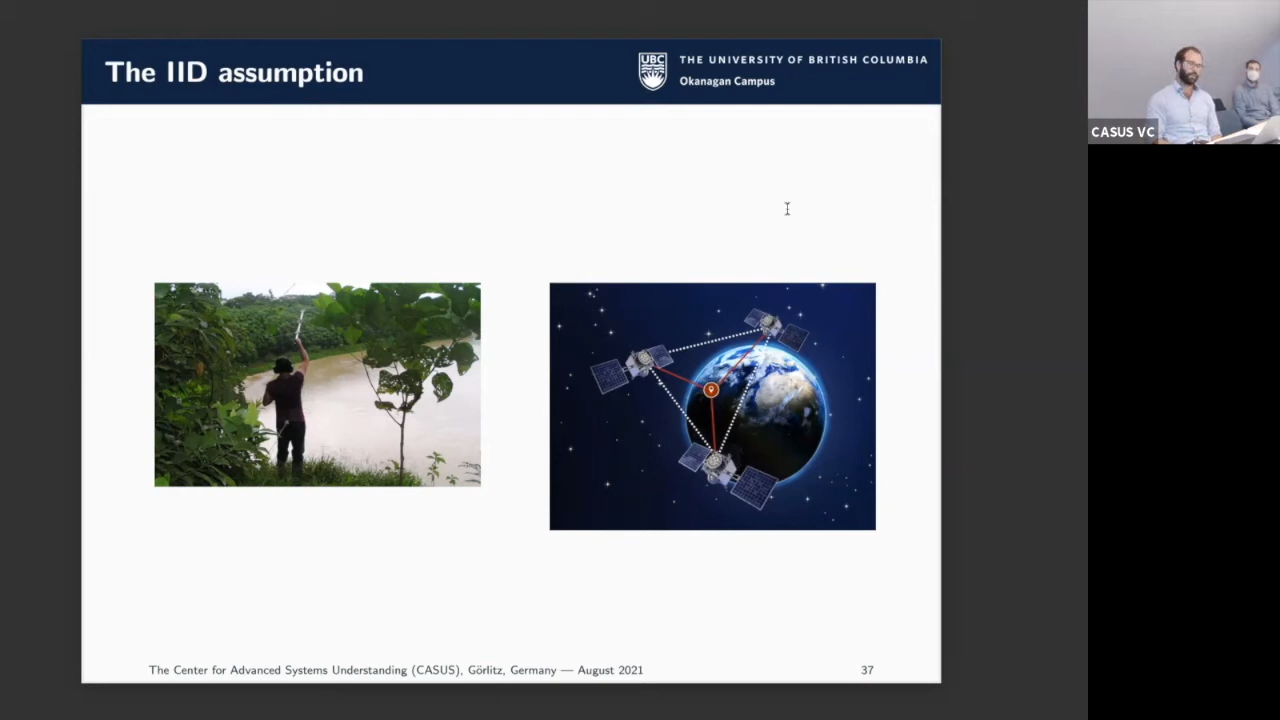 The IID assumption
UBC
THE UNIVERSITY OF BRITISH COLUMBIA
Okanagan Campus
CASUS VC
The Center for Advanced Systems Understanding (CASUS), Görlitz, Germany — August 2021
37